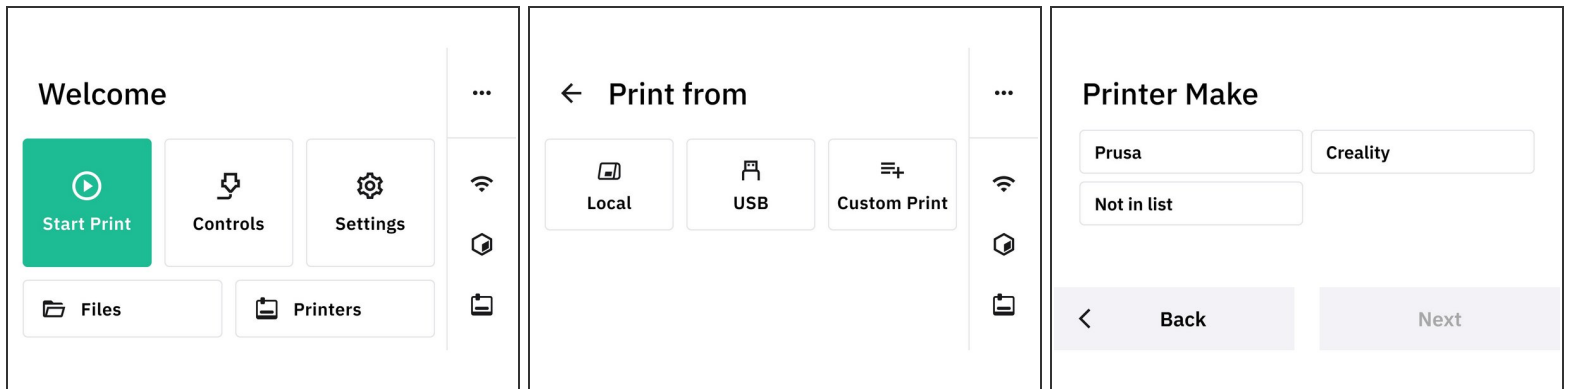 Welcome
Start Print
Controls
Settings
Files
Printers
Print from
Local
USB
Custom Print
Printer Make
Prusa
Creality
Not in list
Back
Next